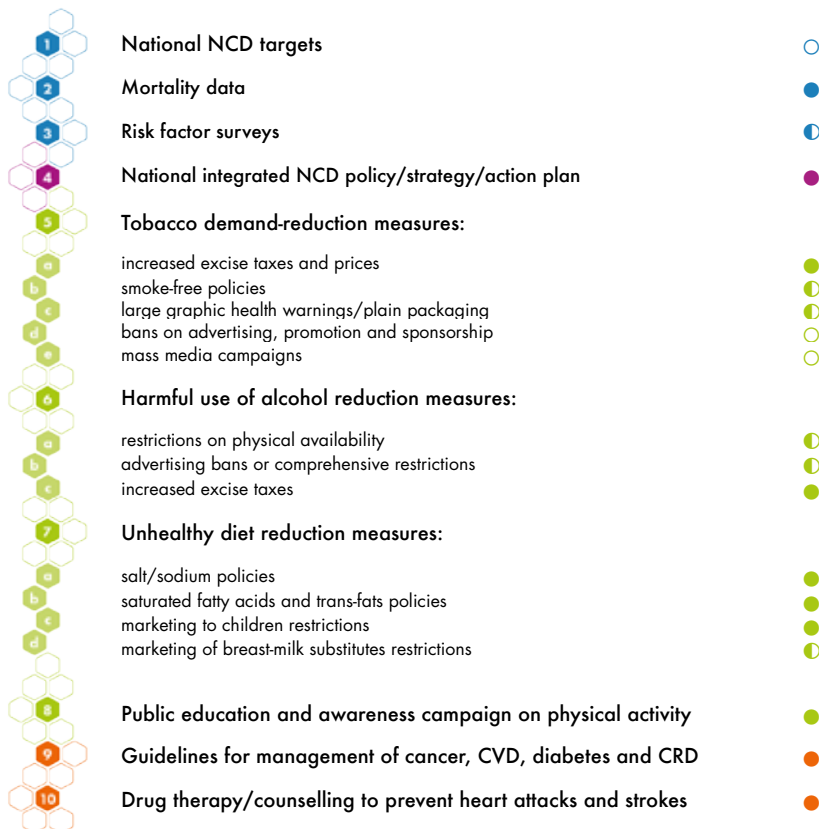 1 National NCD targets
2 Mortality data
3 Risk factor surveys
4 National integrated NCD policy/strategy/action plan
5 Tobacco demand-reduction measures:
a increased excise taxes and prices
b smoke-free policies
c large graphic health warnings/plain packaging
d bans on advertising, promotion and sponsorship
e mass media campaigns
6 Harmful use of alcohol reduction measures:
a restrictions on physical availability
b advertising bans or comprehensive restrictions
c increased excise taxes
7 Unhealthy diet reduction measures:
a salt/sodium policies
b saturated fatty acids and trans-fats policies
c marketing to children restrictions
d marketing of breast-milk substitutes restrictions
8 Public education and awareness campaign on physical activity
9 Guidelines for management of cancer, CVD, diabetes and CRD
10 Drug therapy/counselling to prevent heart attacks and strokes